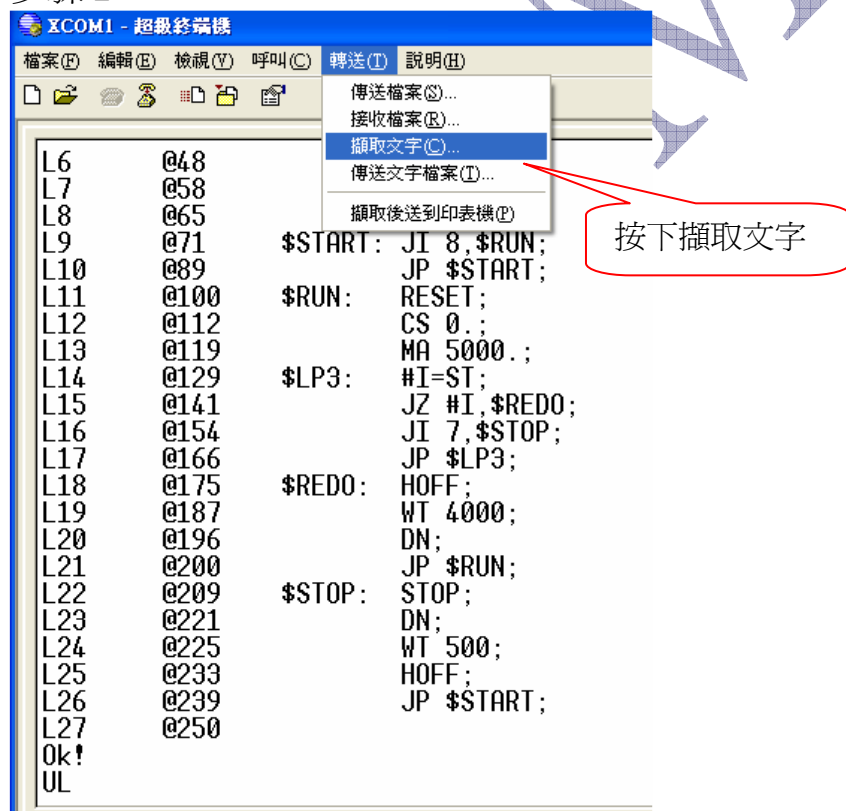 XCOM1 - 超級終端機
檔案(F) 編輯(E) 檢視(V) 呼叫(C) 轉送(T) 說明(H)
傳送檔案(S)...
接收檔案(R)...
擷取文字(C)...
傳送文字檔案(T)...
擷取後送到印表機(P)
按下擷取文字
L6 @48
L7 @58
L8 @65
L9 @71 $START: JI 8,$RUN;
L10 @89 JP $START;
L11 @100 $RUN: RESET;
L12 @112 CS 0.;
L13 @119 MA 5000.;
L14 @129 $LP3: #I=ST;
L15 @141 JZ #I,$REDO;
L16 @154 JI 7,$STOP;
L17 @166 JP $LP3;
L18 @175 $REDO: HOFF;
L19 @187 WT 4000;
L20 @196 DN;
L21 @200 JP $RUN;
L22 @209 $STOP: STOP;
L23 @221 DN;
L24 @225 WT 500;
L25 @233 HOFF;
L26 @239 JP $START;
L27 @250
Ok!
UL